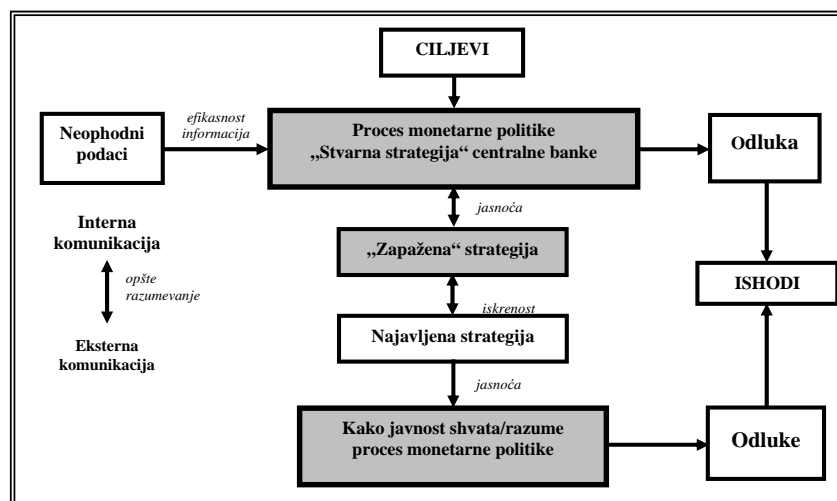 CILJEVI
efikasnost
informacija
Neophodni
podaci
Proces monetarne politike
„Stvarna strategija“ centralne banke
Odluka
jasnoća
Interna
komunikacija
„Zapažena“ strategija
opšte
razumevanje
ISHODI
iskrenost
Najavljena strategija
Eksterna
komunikacija
jasnoća
Kako javnost shvata/razume
proces monetarne politike
Odluke